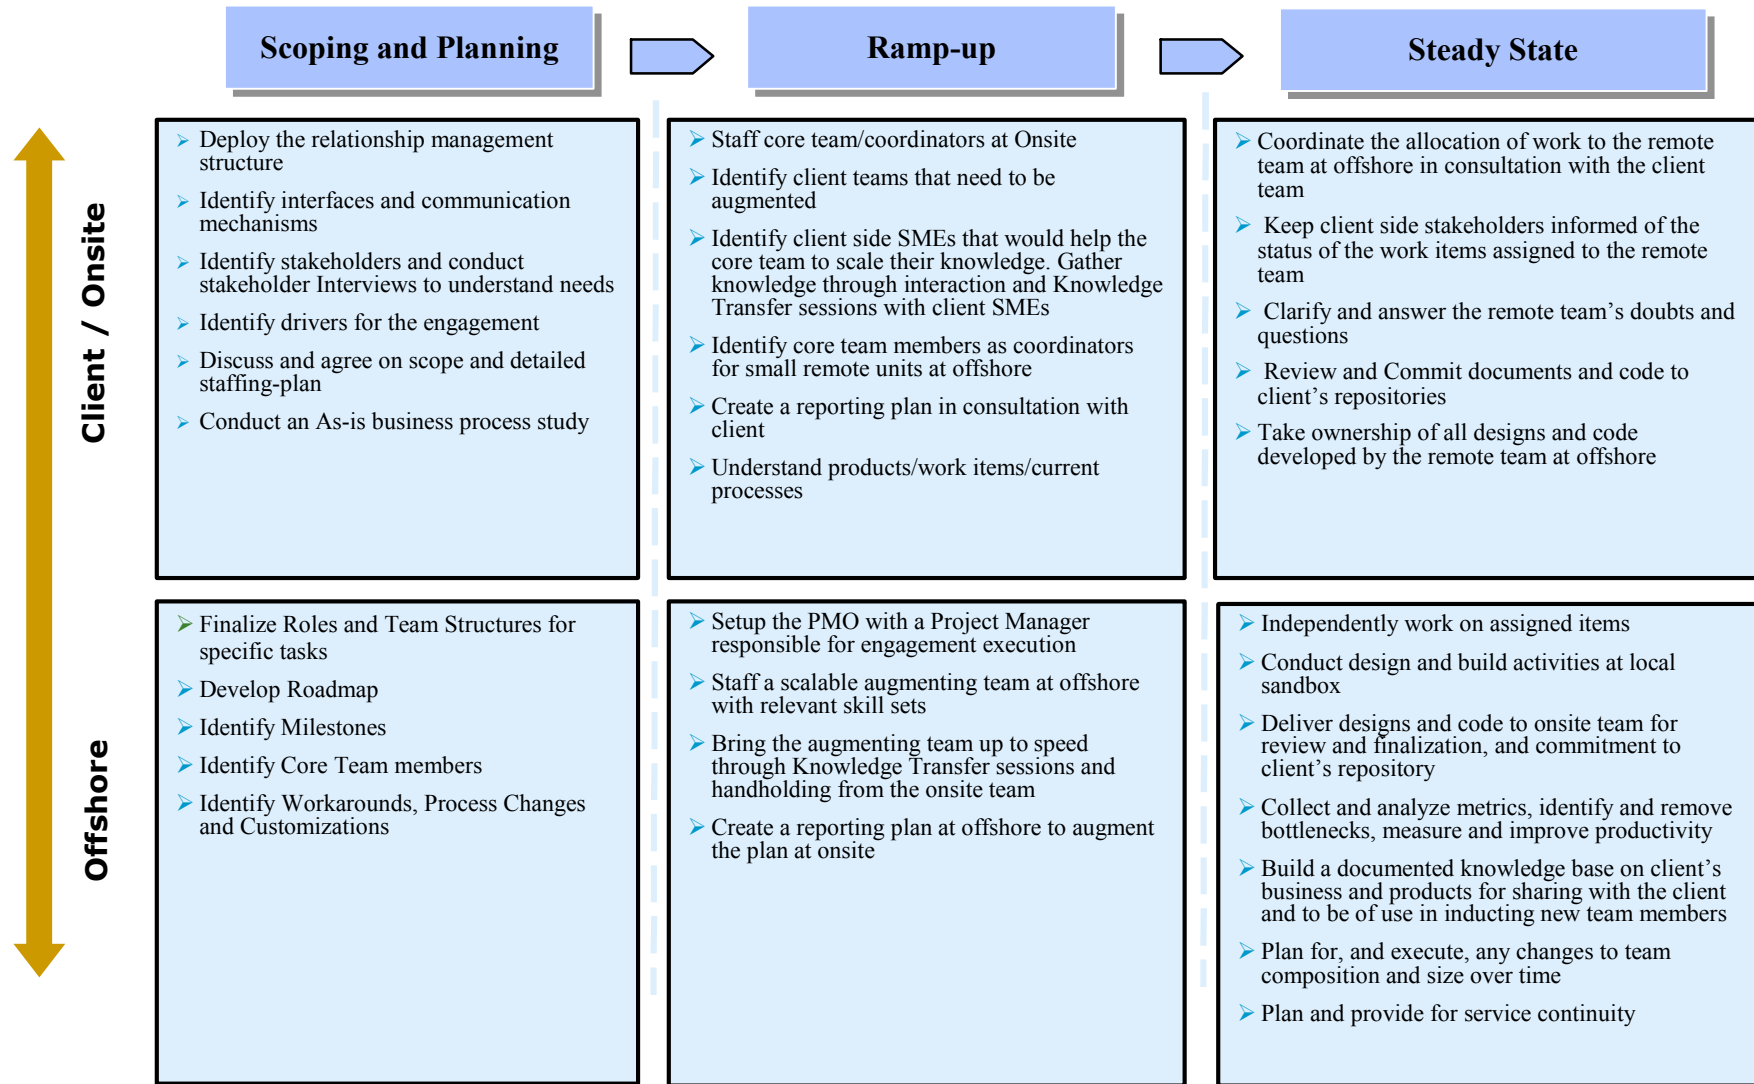 Scoping and Planning
Ramp-up
Steady State
Client / Onsite
Deploy the relationship management
structure
Identify interfaces and communication
mechanisms
Identify stakeholders and conduct
stakeholder Interviews to understand needs
Identify drivers for the engagement
Discuss and agree on scope and detailed
staffing-plan
Conduct an As-is business process study
Staff core team/coordinators at Onsite
Identify client teams that need to be
augmented
Identify client side SMEs that would help the
core team to scale their knowledge. Gather
knowledge through interaction and Knowledge
Transfer sessions with client SMEs
Identify core team members as coordinators
for small remote units at offshore
Create a reporting plan in consultation with
client
Understand products/work items/current
processes
Coordinate the allocation of work to the remote
team at offshore in consultation with the client
team
Keep client side stakeholders informed of the
status of the work items assigned to the remote
team
Clarify and answer the remote team’s doubts and
questions
Review and Commit documents and code to
client’s repositories
Take ownership of all designs and code
developed by the remote team at offshore
Offshore
Finalize Roles and Team Structures for
specific tasks
Develop Roadmap
Identify Milestones
Identify Core Team members
Identify Workarounds, Process Changes
and Customizations
Setup the PMO with a Project Manager
responsible for engagement execution
Staff a scalable augmenting team at offshore
with relevant skill sets
Bring the augmenting team up to speed
through Knowledge Transfer sessions and
handholding from the onsite team
Create a reporting plan at offshore to augment
the plan at onsite
Independently work on assigned items
Conduct design and build activities at local
sandbox
Deliver designs and code to onsite team for
review and finalization, and commitment to
client’s repository
Collect and analyze metrics, identify and remove
bottlenecks, measure and improve productivity
Build a documented knowledge base on client’s
business and products for sharing with the client
and to be of use in inducting new team members
Plan for, and execute, any changes to team
composition and size over time
Plan and provide for service continuity